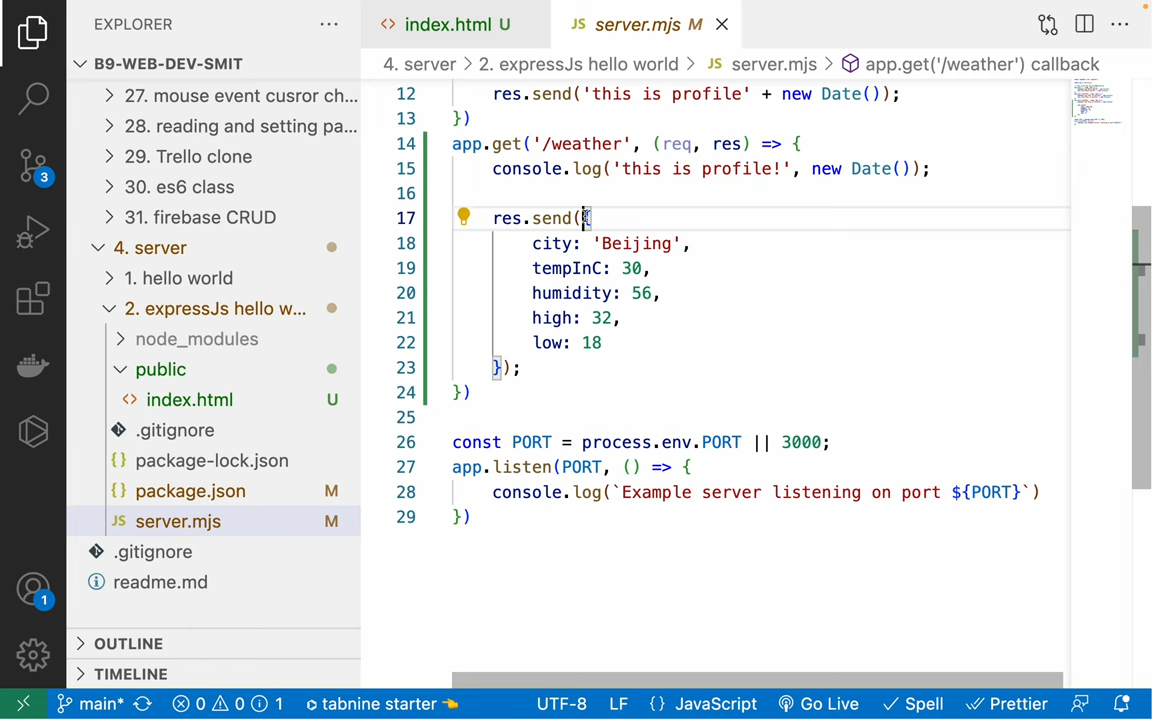 EXPLORER
B9-WEB-DEV-SMIT
27. mouse event cusror ch...
28. reading and setting pa...
29. Trello clone
30. es6 class
31. firebase CRUD
4. server
1. hello world
2. expressJs hello w...
node_modules
public
index.html U
.gitignore
package-lock.json
package.json M
JS server.mjs M
.gitignore
readme.md
OUTLINE
TIMELINE
3
1
index.html U
JS server.mjs M
4. server > 2. expressJs hello world > JS server.mjs > app.get('/weather') callback
12 res.send('this is profile' + new Date());
13 })
14 app.get('/weather', (req, res) => {
15 console.log('this is profile!', new Date());
16
17 res.send({
18 city: 'Beijing',
19 tempInC: 30,
20 humidity: 56,
21 high: 32,
22 low: 18
23 });
24 })
25
26 const PORT = process.env.PORT || 3000;
27 app.listen(PORT, () => {
28 console.log(`Example server listening on port ${PORT}`)
29 })
main* 0 0 1 tabnine starter 👈 UTF-8 LF {} JavaScript Go Live Spell Prettier